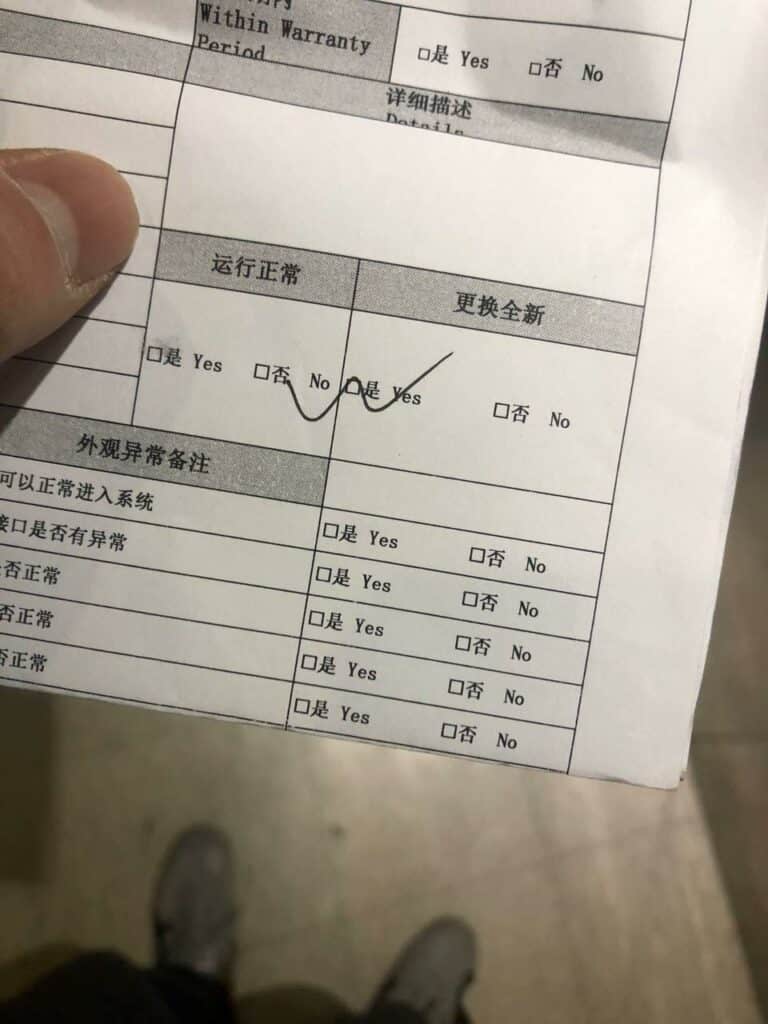 Within Warranty
Period
□是 Yes □否 No
详细描述
Details
运行正常 更换全新
□是 Yes □否 No □是 Yes □否 No
外观异常备注
可以正常进入系统
□是 Yes □否 No
接口是否有异常
□是 Yes □否 No
否正常
□是 Yes □否 No
否正常
□是 Yes □否 No
否正常
□是 Yes □否 No